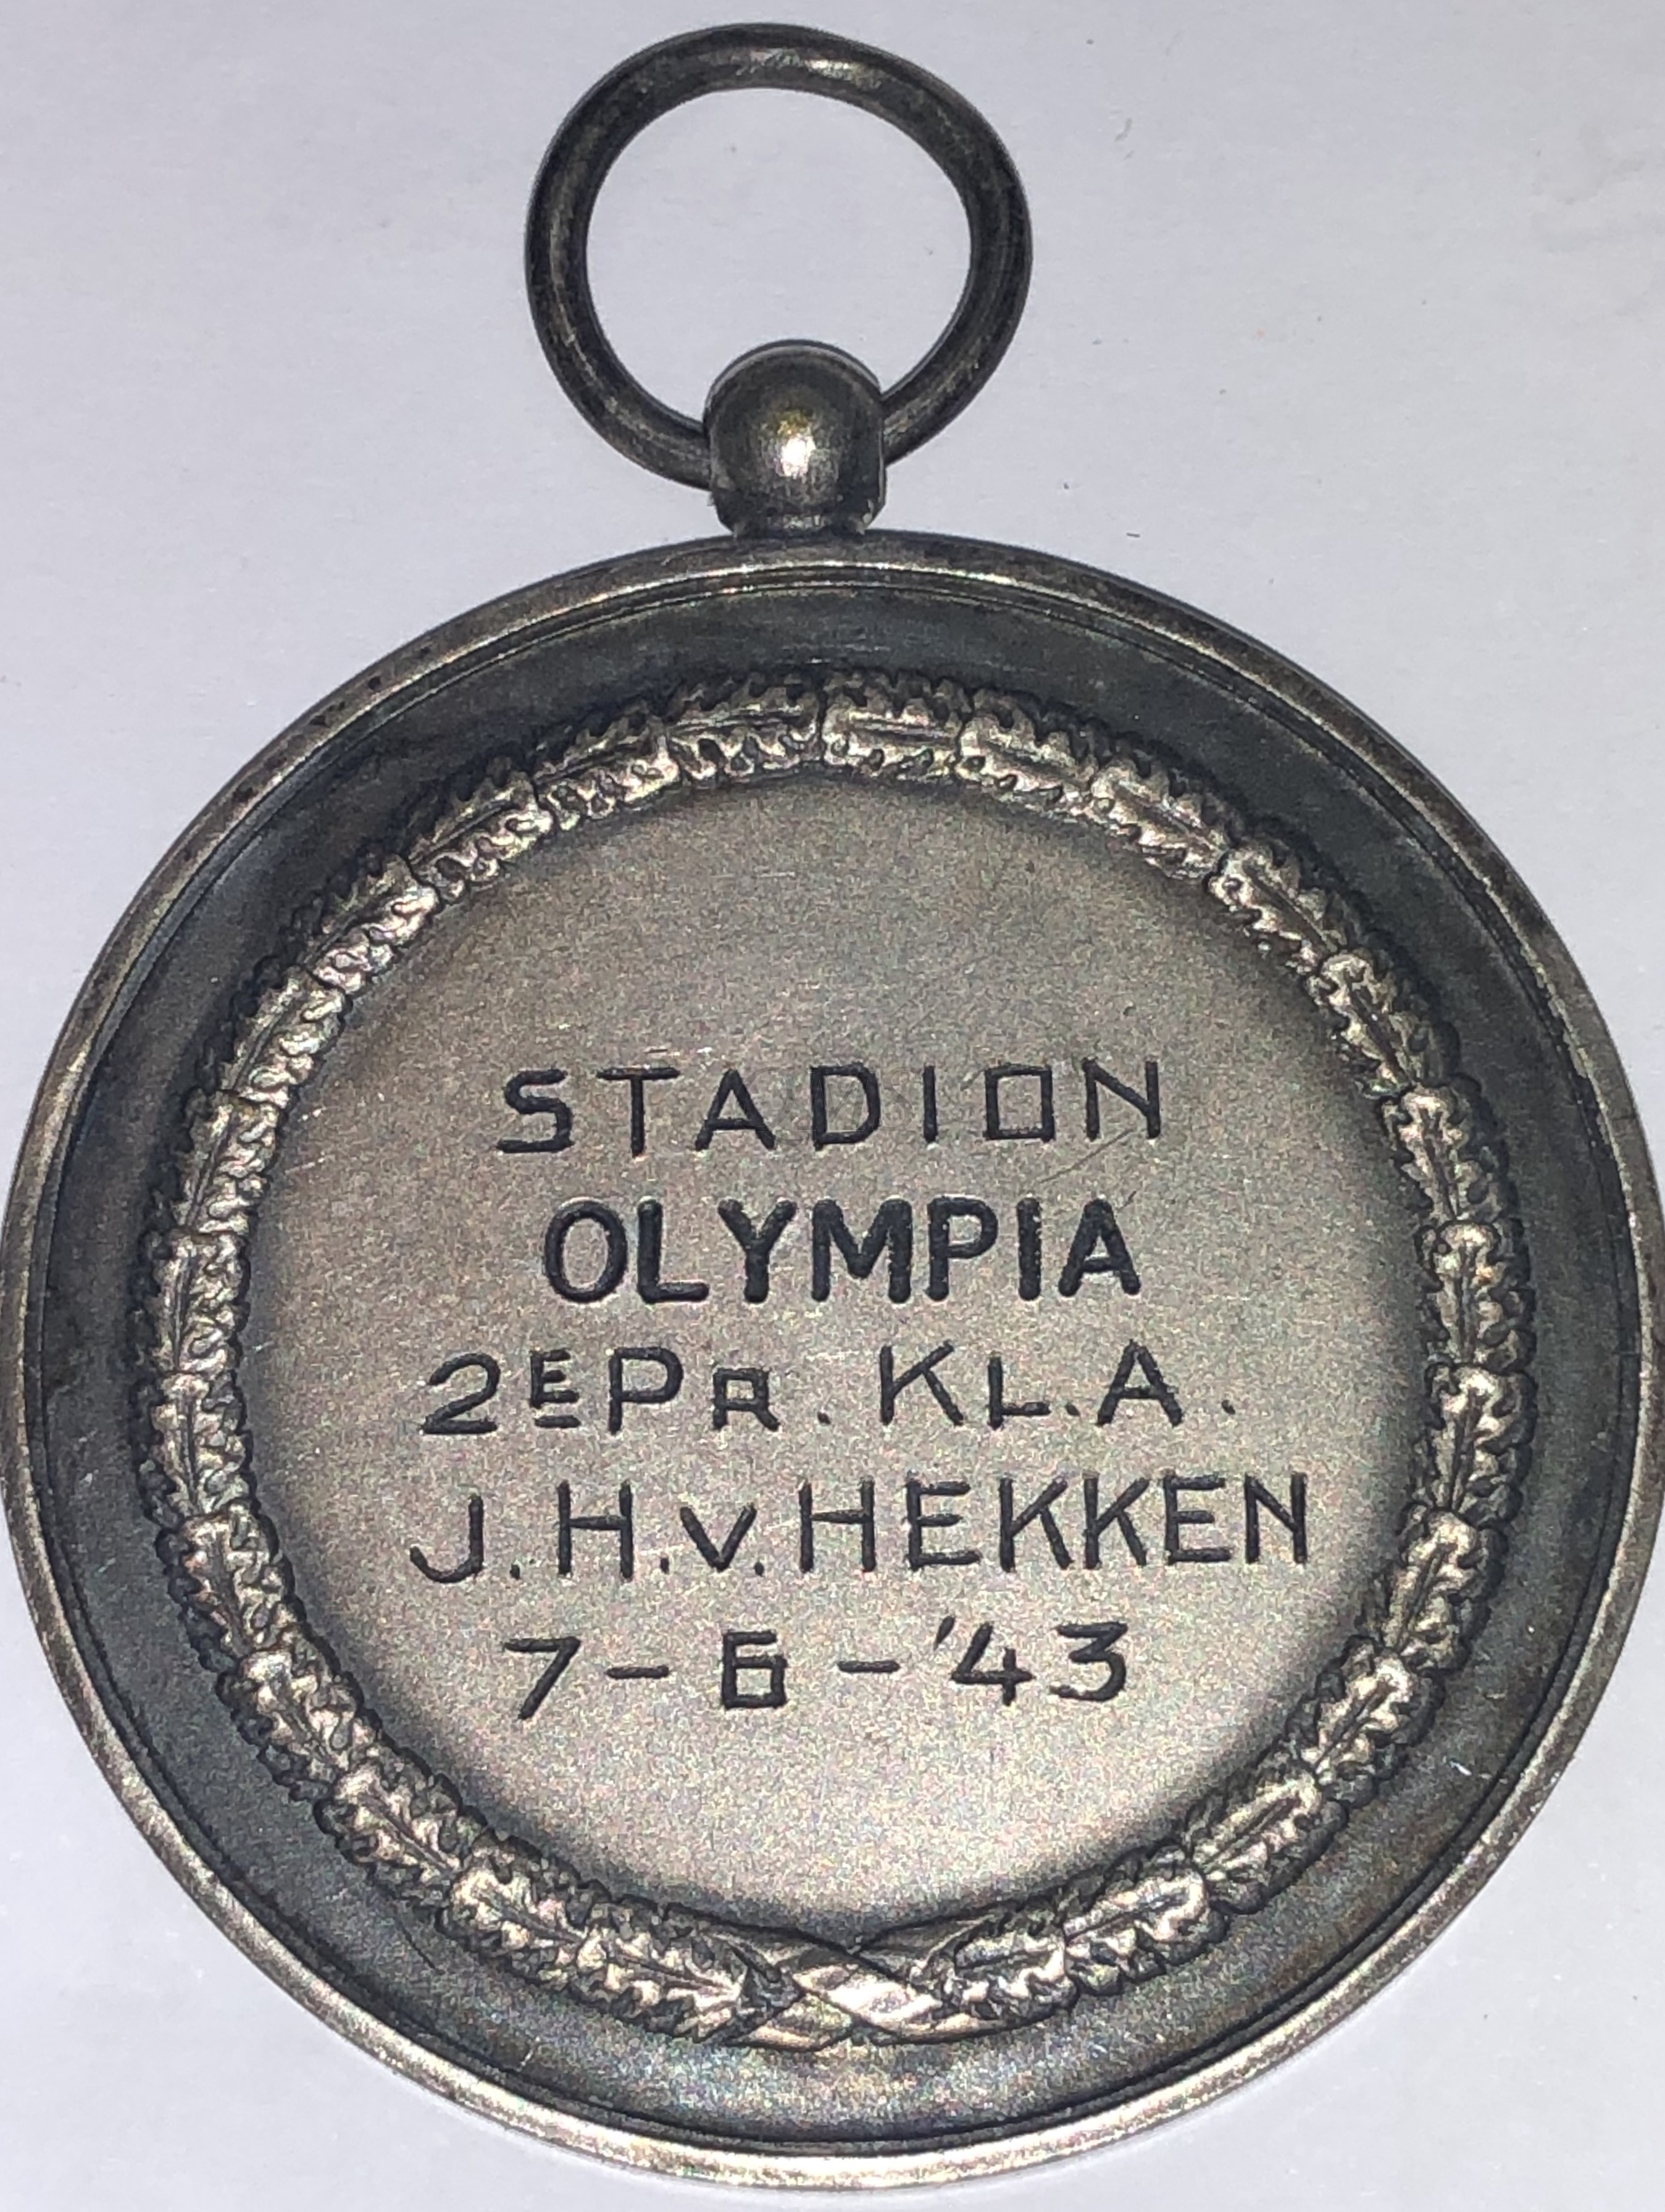 STADION
OLYMPIA
2E PR. KL.A.
J.H.v.HEKKEN
7-6-'43